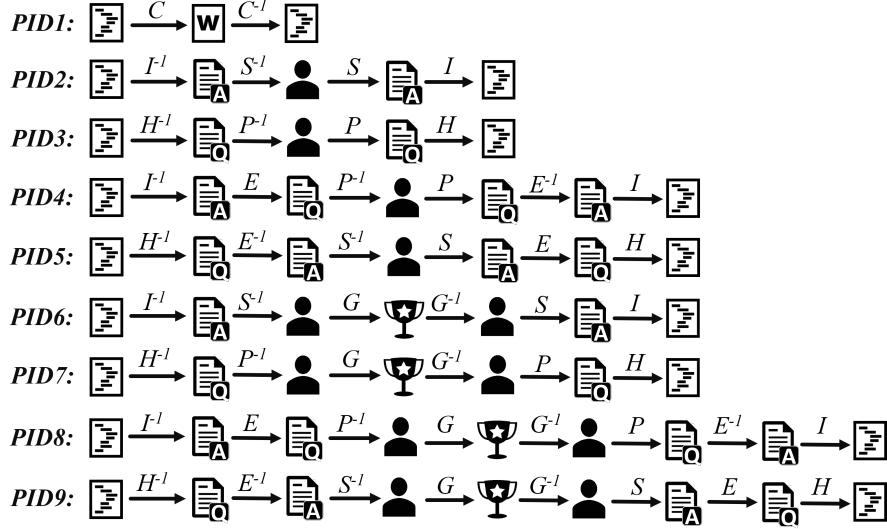 PID1: C W C⁻¹
PID2: I⁻¹ A S⁻¹ S A I
PID3: H⁻¹ Q P⁻¹ P Q H
PID4: I⁻¹ A E Q P⁻¹ P Q E⁻¹ A I
PID5: H⁻¹ Q E⁻¹ A S⁻¹ S A E Q H
PID6: I⁻¹ A S⁻¹ G G⁻¹ S A I
PID7: H⁻¹ Q P⁻¹ G G⁻¹ P Q H
PID8: I⁻¹ A E Q P⁻¹ G G⁻¹ P Q E⁻¹ A I
PID9: H⁻¹ Q E⁻¹ A S⁻¹ G G⁻¹ S A E Q H